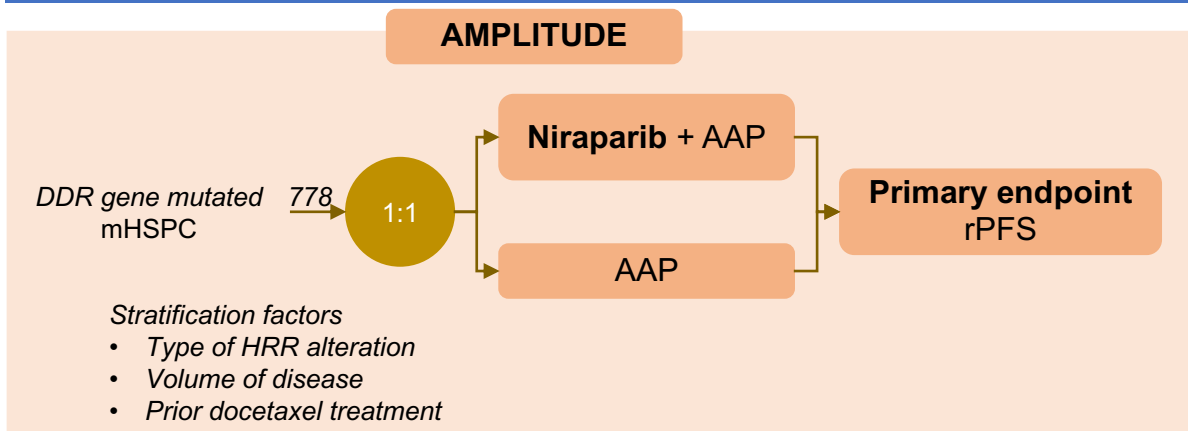 AMPLITUDE
Niraparib + AAP
DDR gene mutated
mHSPC
778
1:1
Primary endpoint
rPFS
AAP
Stratification factors
• Type of HRR alteration
• Volume of disease
• Prior docetaxel treatment